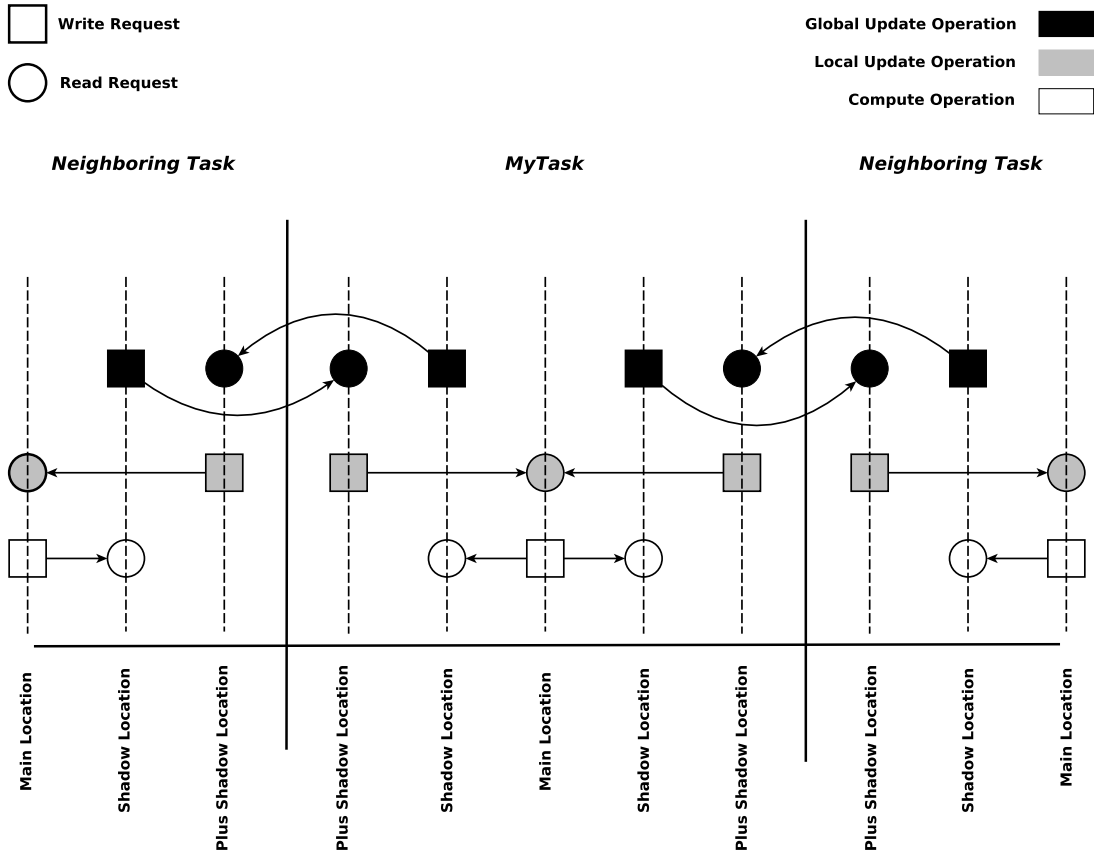 Write Request
Read Request
Global Update Operation
Local Update Operation
Compute Operation
Neighboring Task
MyTask
Neighboring Task
Main Location
Shadow Location
Plus Shadow Location
Plus Shadow Location
Shadow Location
Main Location
Shadow Location
Plus Shadow Location
Plus Shadow Location
Shadow Location
Main Location